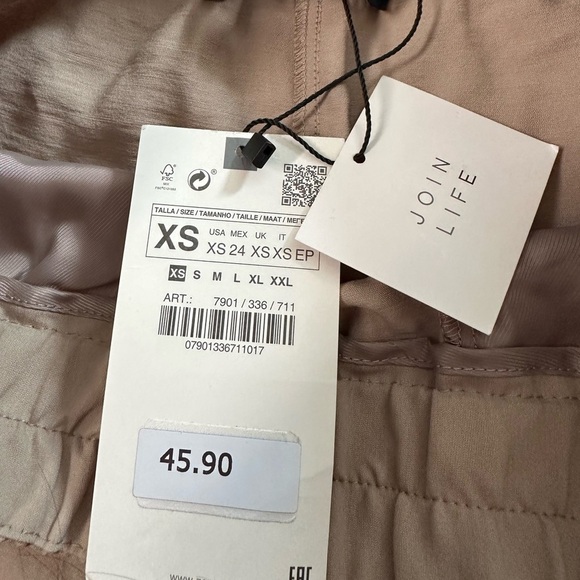 FSC
JOIN
LIFE
TALLA / SIZE / TAMANHO / TAILLE / MAAT /
XS
USA MEX UK IT
XS 24 XS XS EP
XS S M L XL XXL
ART.: 7901 / 336 / 711
07901336711017
45.90
EAC